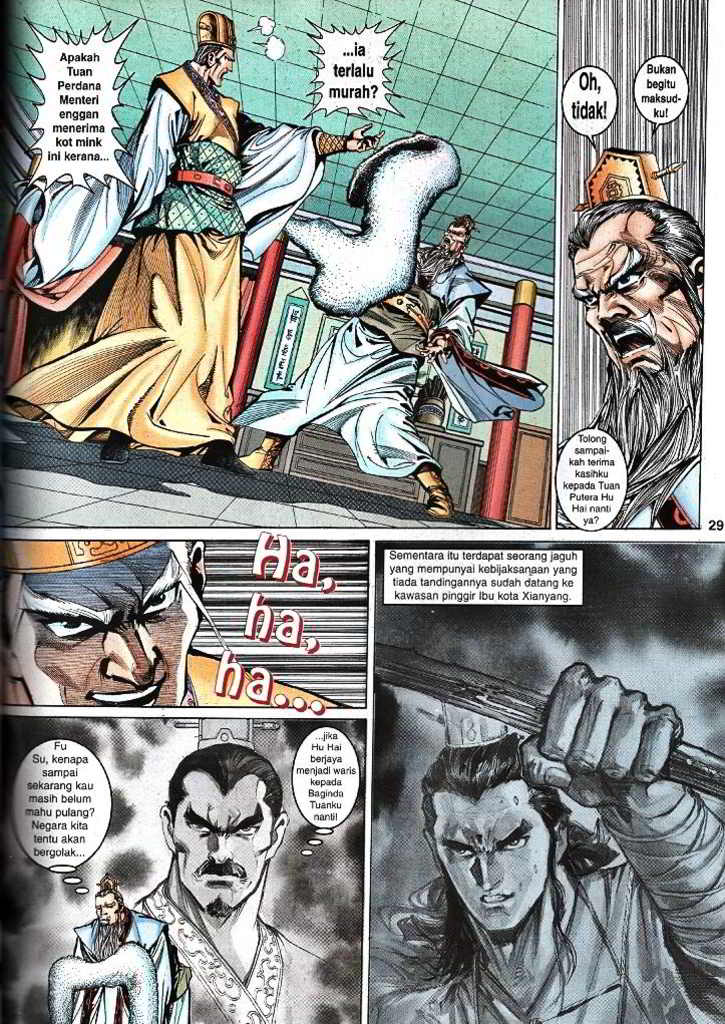 Apakah
Tuan
Perdana
Menteri
enggan
menerima
kot mink
ini kerana...
...ia
terlalu
murah?
Oh,
tidak!
Bukan
begitu
maksud-
ku!
Tolong
sampai-
kah terima
kasihku
kepada Tuan
Putera Hu
Hai nanti
ya?
29
Ha,
ha,
ha...
Sementara itu terdapat seorang jaguh
yang mempunyai kebijaksanaan yang
tiada tandingannya sudah datang ke
kawasan pinggir Ibu kota Xianyang.
Fu
Su, kenapa
sampai
sekarang kau
masih belum
mahu pulang?
Negara kita
tentu akan
bergolak...
...jika
Hu Hai
berjaya
menjadi waris
kepada
Baginda
Tuanku
nanti!